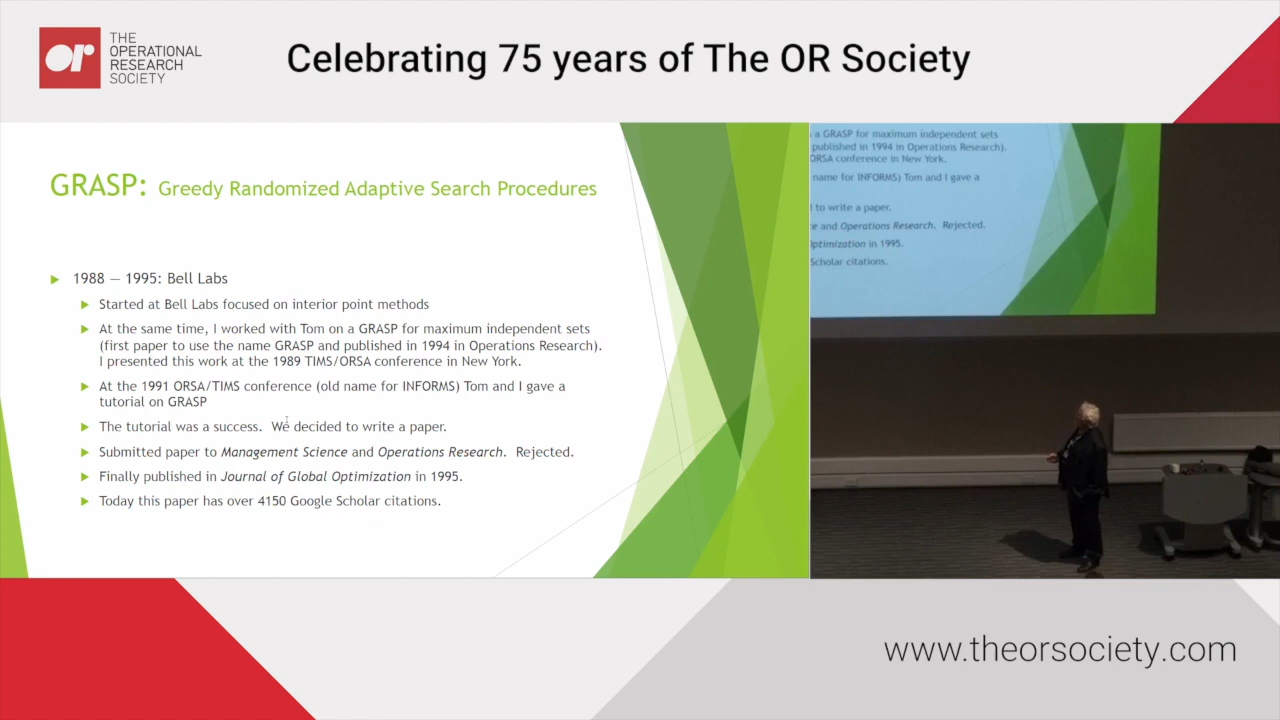 or
THE
OPERATIONAL
RESEARCH
SOCIETY
Celebrating 75 years of The OR Society
GRASP: Greedy Randomized Adaptive Search Procedures
1988 – 1995: Bell Labs
Started at Bell Labs focused on interior point methods
At the same time, I worked with Tom on a GRASP for maximum independent sets
(first paper to use the name GRASP and published in 1994 in Operations Research).
I presented this work at the 1989 TIMS/ORSA conference in New York.
At the 1991 ORSA/TIMS conference (old name for INFORMS) Tom and I gave a
tutorial on GRASP
The tutorial was a success. We decided to write a paper.
Submitted paper to Management Science and Operations Research. Rejected.
Finally published in Journal of Global Optimization in 1995.
Today this paper has over 4150 Google Scholar citations.
a GRASP for maximum independent sets
published in 1994 in Operations Research).
ORSA conference in New York.
name for INFORMS) Tom and I gave a
to write a paper.
and Operations Research. Rejected.
Optimization in 1995.
Scholar citations.
www.theorsociety.com